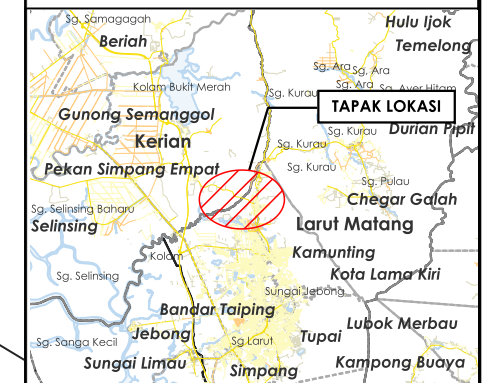 Sg. Samagagah
Hulu Ijok
Beriah
Temelong
Sg. Ara
Sg. Ara
Sg. Ara
Sg. Ayer Hitam
Kolam Bukit Merah
Sg. Kurau
TAPAK LOKASI
Gunong Semanggol
Durian Pipit
Kerian
Sg. Kurau
Sg. Kurau
Pekan Simpang Empat
Sg. Kurau
Sg. Pulau
Chegar Galah
Sg. Selinsing Baharu
Selinsing
Larut Matang
Kolam
Kamunting
Sg. Selinsing
Kota Lama Kiri
Sungai Jebong
Bandar Taiping
Lubok Merbau
Jebong
Tupai
Sg. Sanga Kecil
Sg Larut
Sungai Limau
Simpang
Kampong Buaya